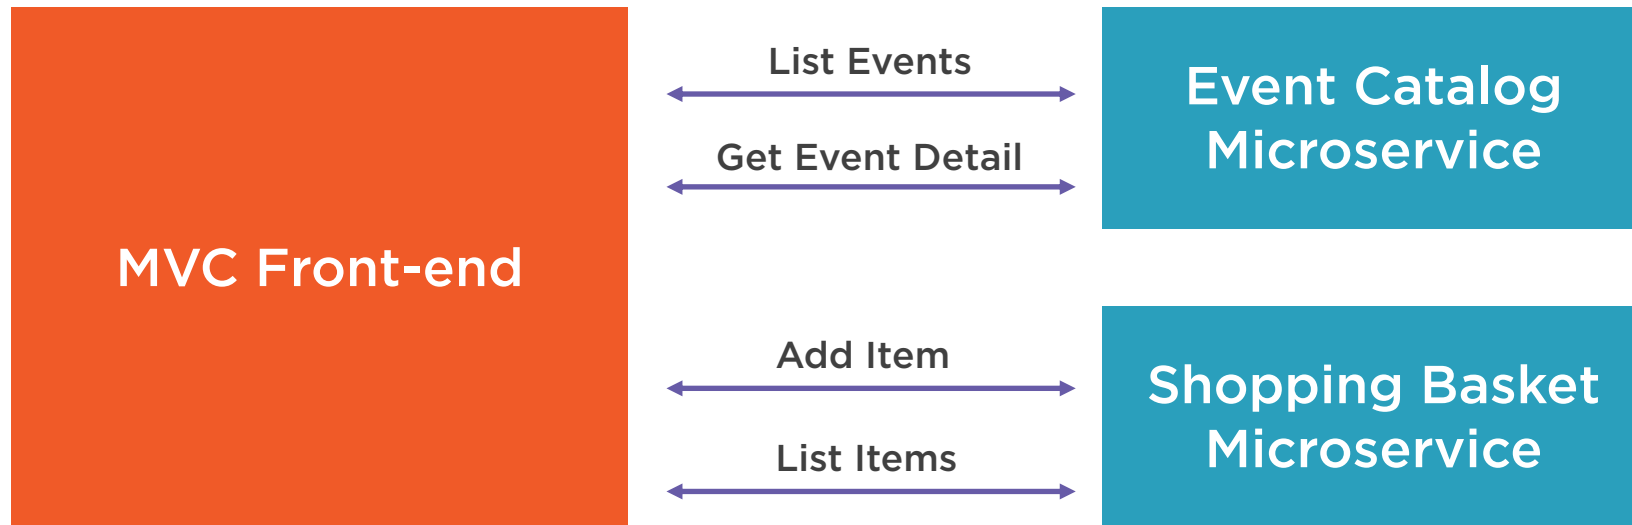 MVC Front-end
List Events
Get Event Detail
Add Item
List Items
Event Catalog
Microservice
Shopping Basket
Microservice